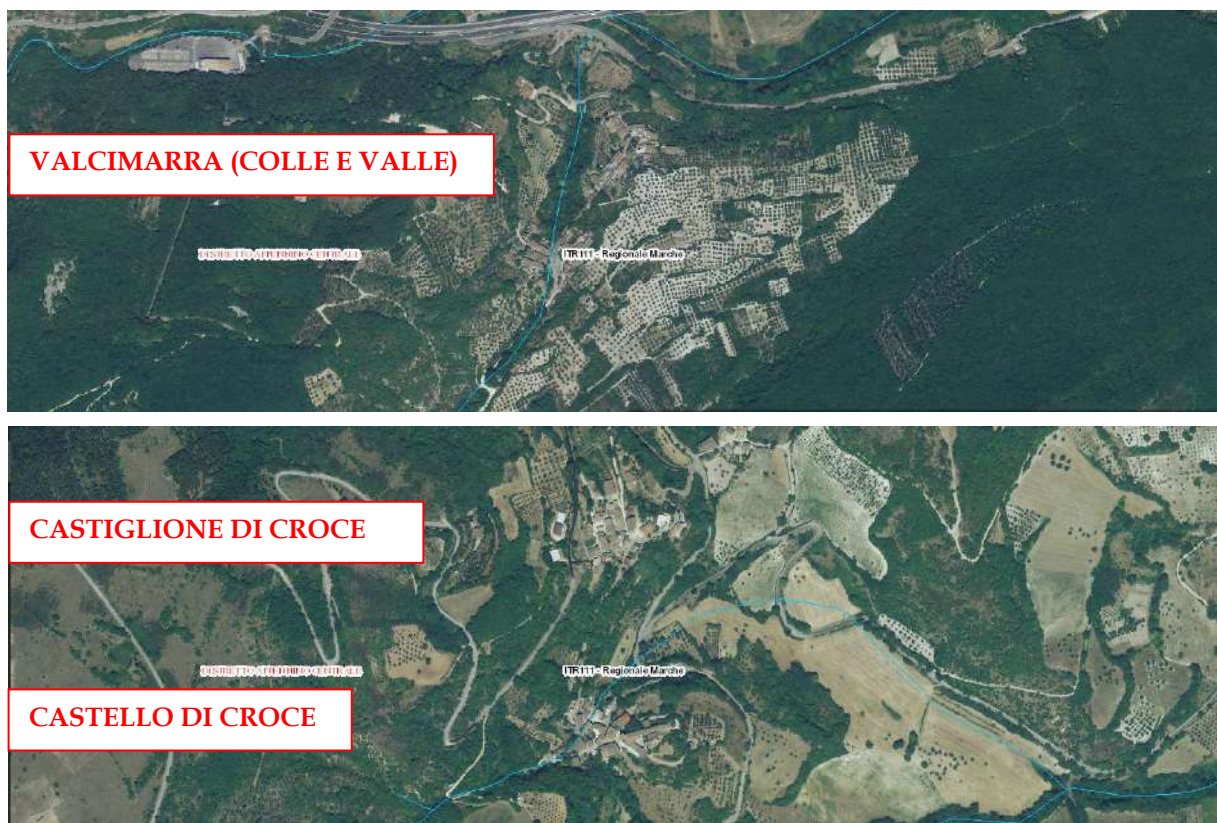 VALCIMARRA (COLLE E VALLE)
DISTRETTO APPENNINO CENTRALE
ITR111 - Regionale Marche
CASTIGLIONE DI CROCE
DISTRETTO APPENNINO CENTRALE
ITR111 - Regionale Marche
CASTELLO DI CROCE